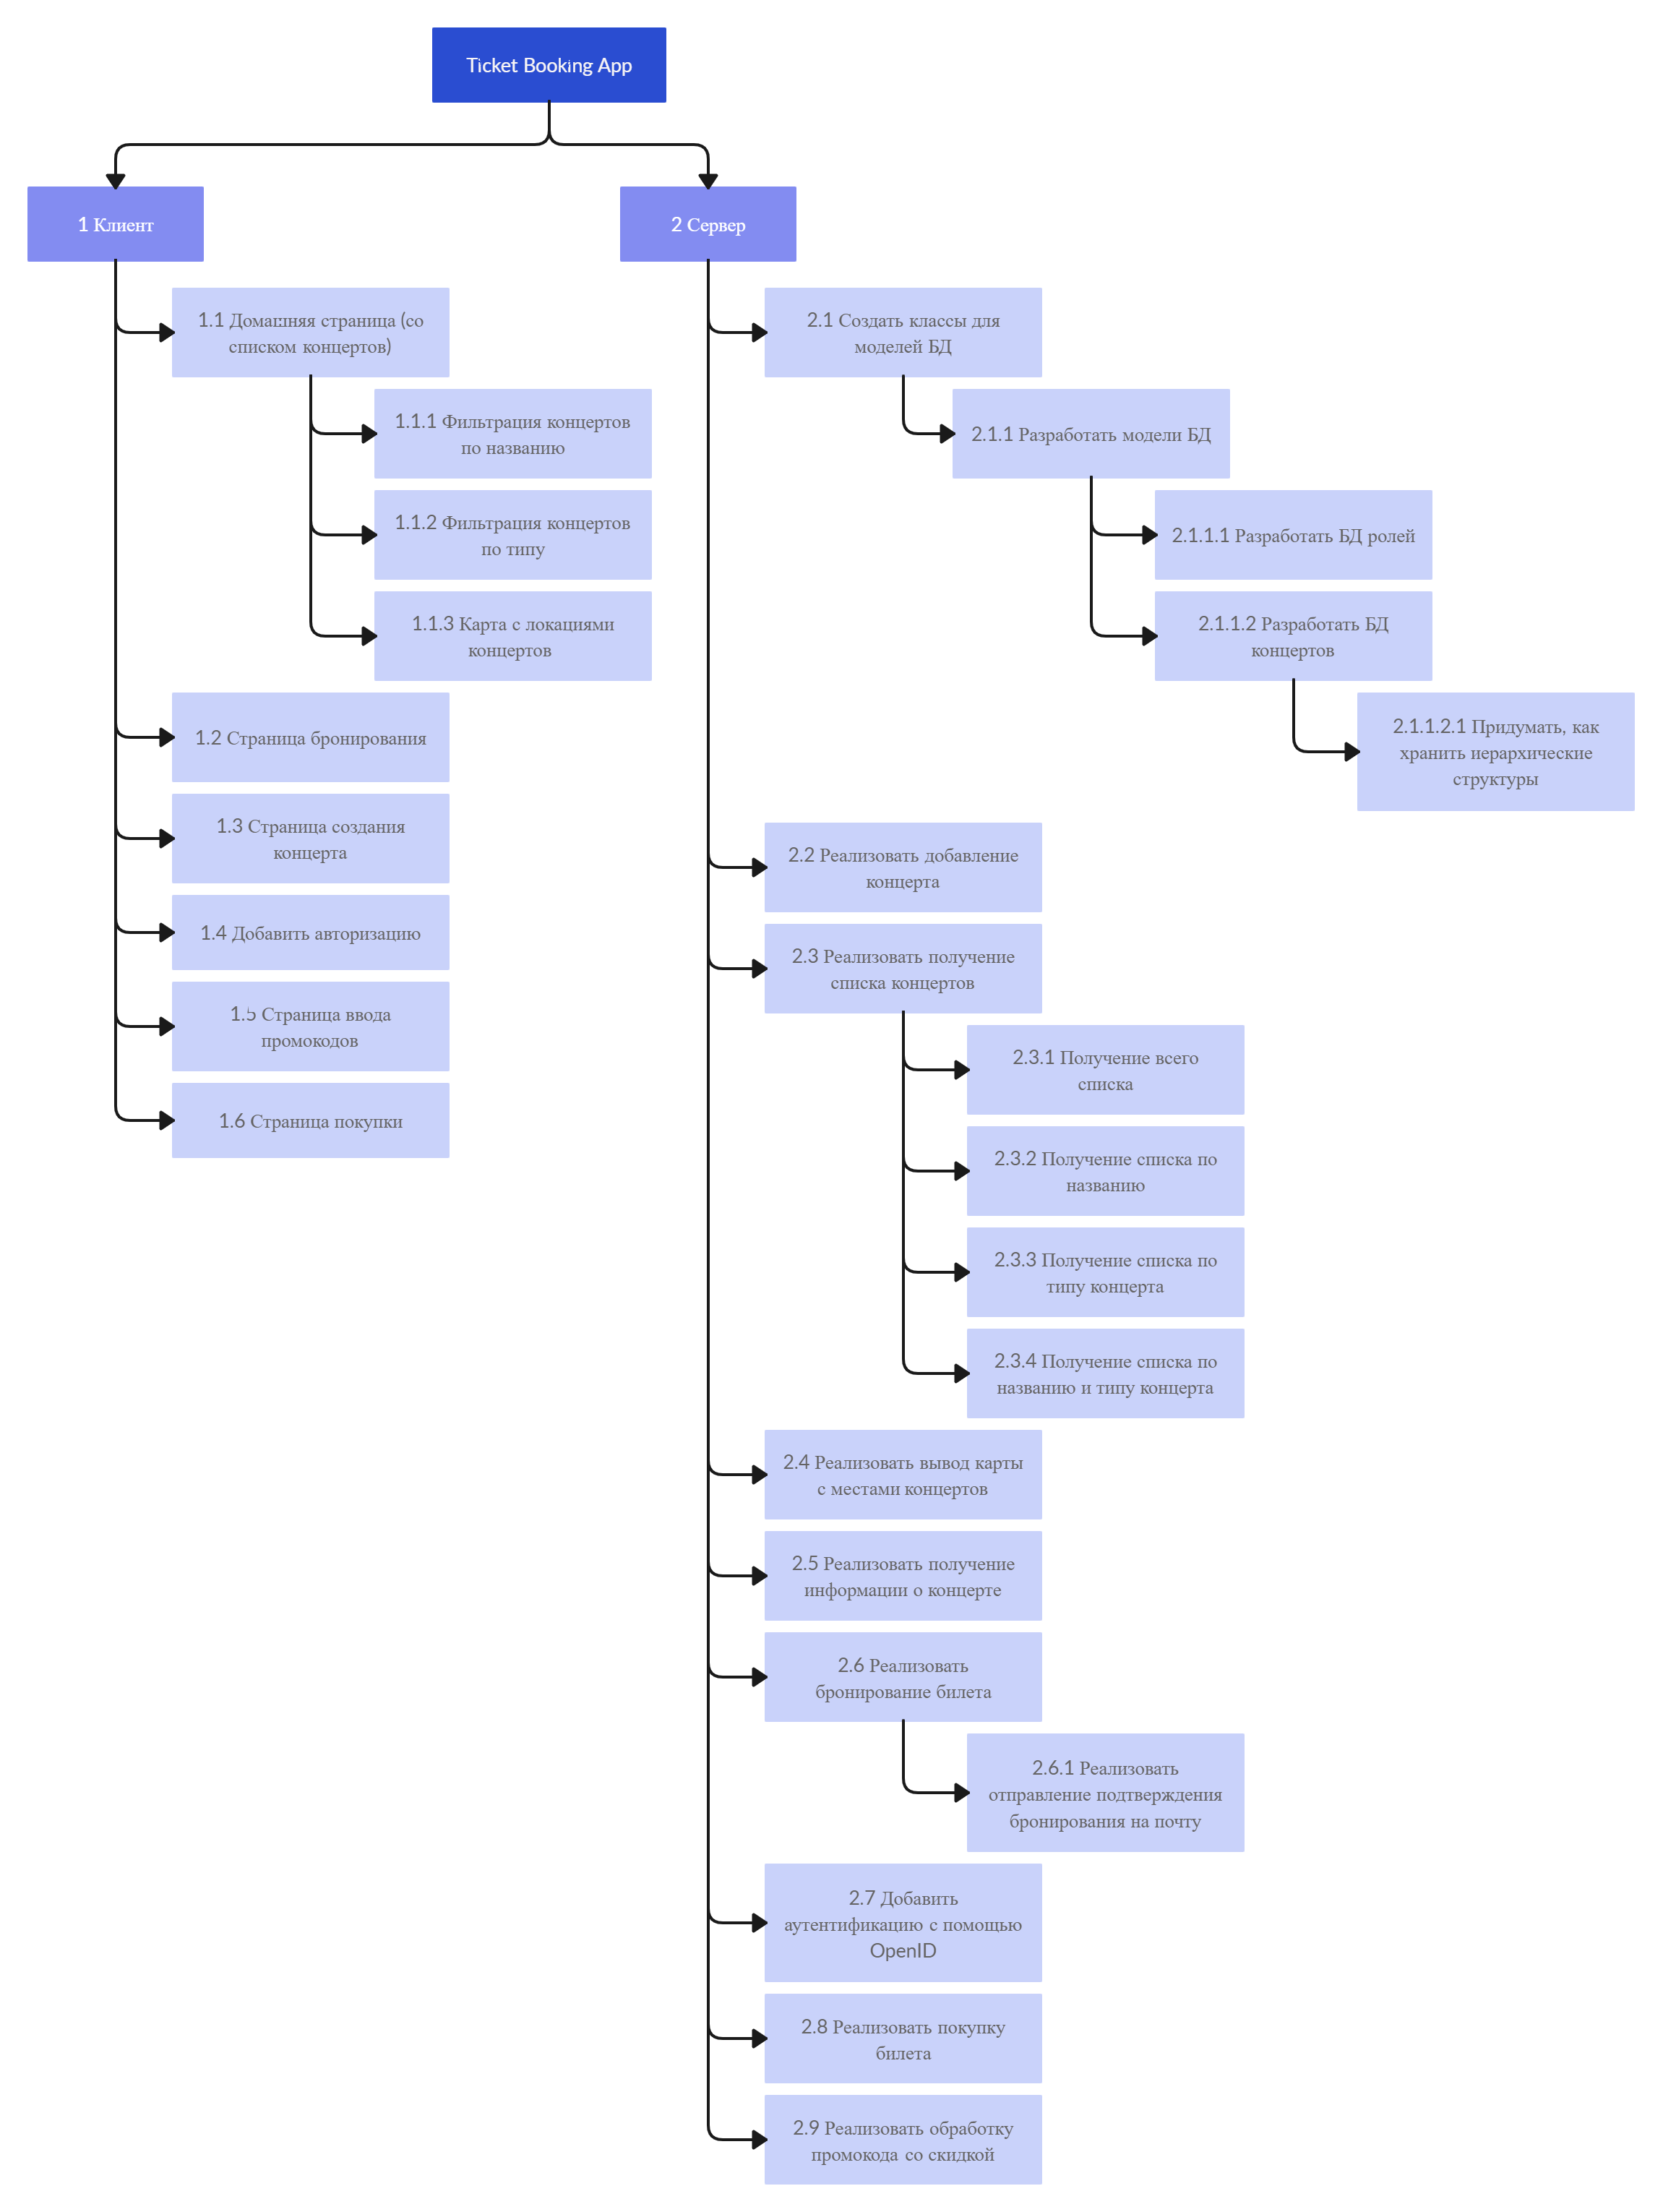 Ticket Booking App
1 Клиент
1.1 Домашняя страница (со
списком концертов)
1.1.1 Фильтрация концертов
по названию
1.1.2 Фильтрация концертов
по типу
1.1.3 Карта с локациями
концертов
1.2 Страница бронирования
1.3 Страница создания
концерта
1.4 Добавить авторизацию
1.5 Страница ввода
промокодов
1.6 Страница покупки
2 Сервер
2.1 Создать классы для
моделей БД
2.1.1 Разработать модели БД
2.1.1.1 Разработать БД ролей
2.1.1.2 Разработать БД
концертов
2.1.1.2.1 Придумать, как
хранить иерархические
структуры
2.2 Реализовать добавление
концерта
2.3 Реализовать получение
списка концертов
2.3.1 Получение всего
списка
2.3.2 Получение списка по
названию
2.3.3 Получение списка по
типу концерта
2.3.4 Получение списка по
названию и типу концерта
2.4 Реализовать вывод карты
с местами концертов
2.5 Реализовать получение
информации о концерте
2.6 Реализовать
бронирование билета
2.6.1 Реализовать
отправление подтверждения
бронирования на почту
2.7 Добавить
аутентификацию с помощью
OpenID
2.8 Реализовать покупку
билета
2.9 Реализовать обработку
промокода со скидкой